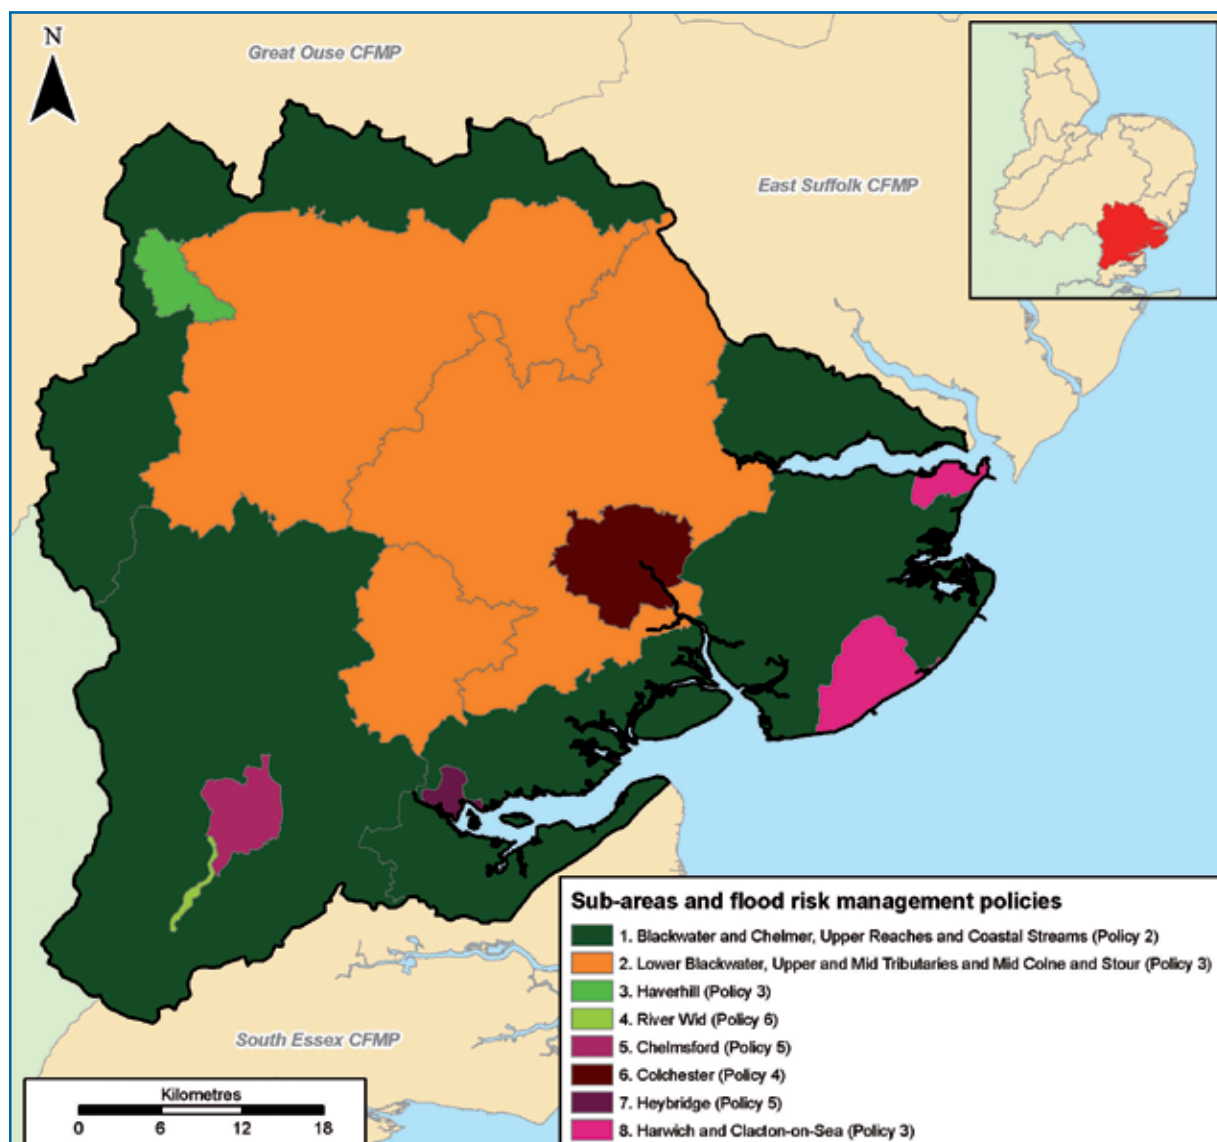 N
Great Ouse CFMP
East Suffolk CFMP
South Essex CFMP
Sub-areas and flood risk management policies
1. Blackwater and Chelmer, Upper Reaches and Coastal Streams (Policy 2)
2. Lower Blackwater, Upper and Mid Tributaries and Mid Colne and Stour (Policy 3)
3. Haverhill (Policy 3)
4. River Wid (Policy 6)
5. Chelmsford (Policy 5)
6. Colchester (Policy 4)
7. Heybridge (Policy 5)
8. Harwich and Clacton-on-Sea (Policy 3)
Kilometres
0 6 12 18